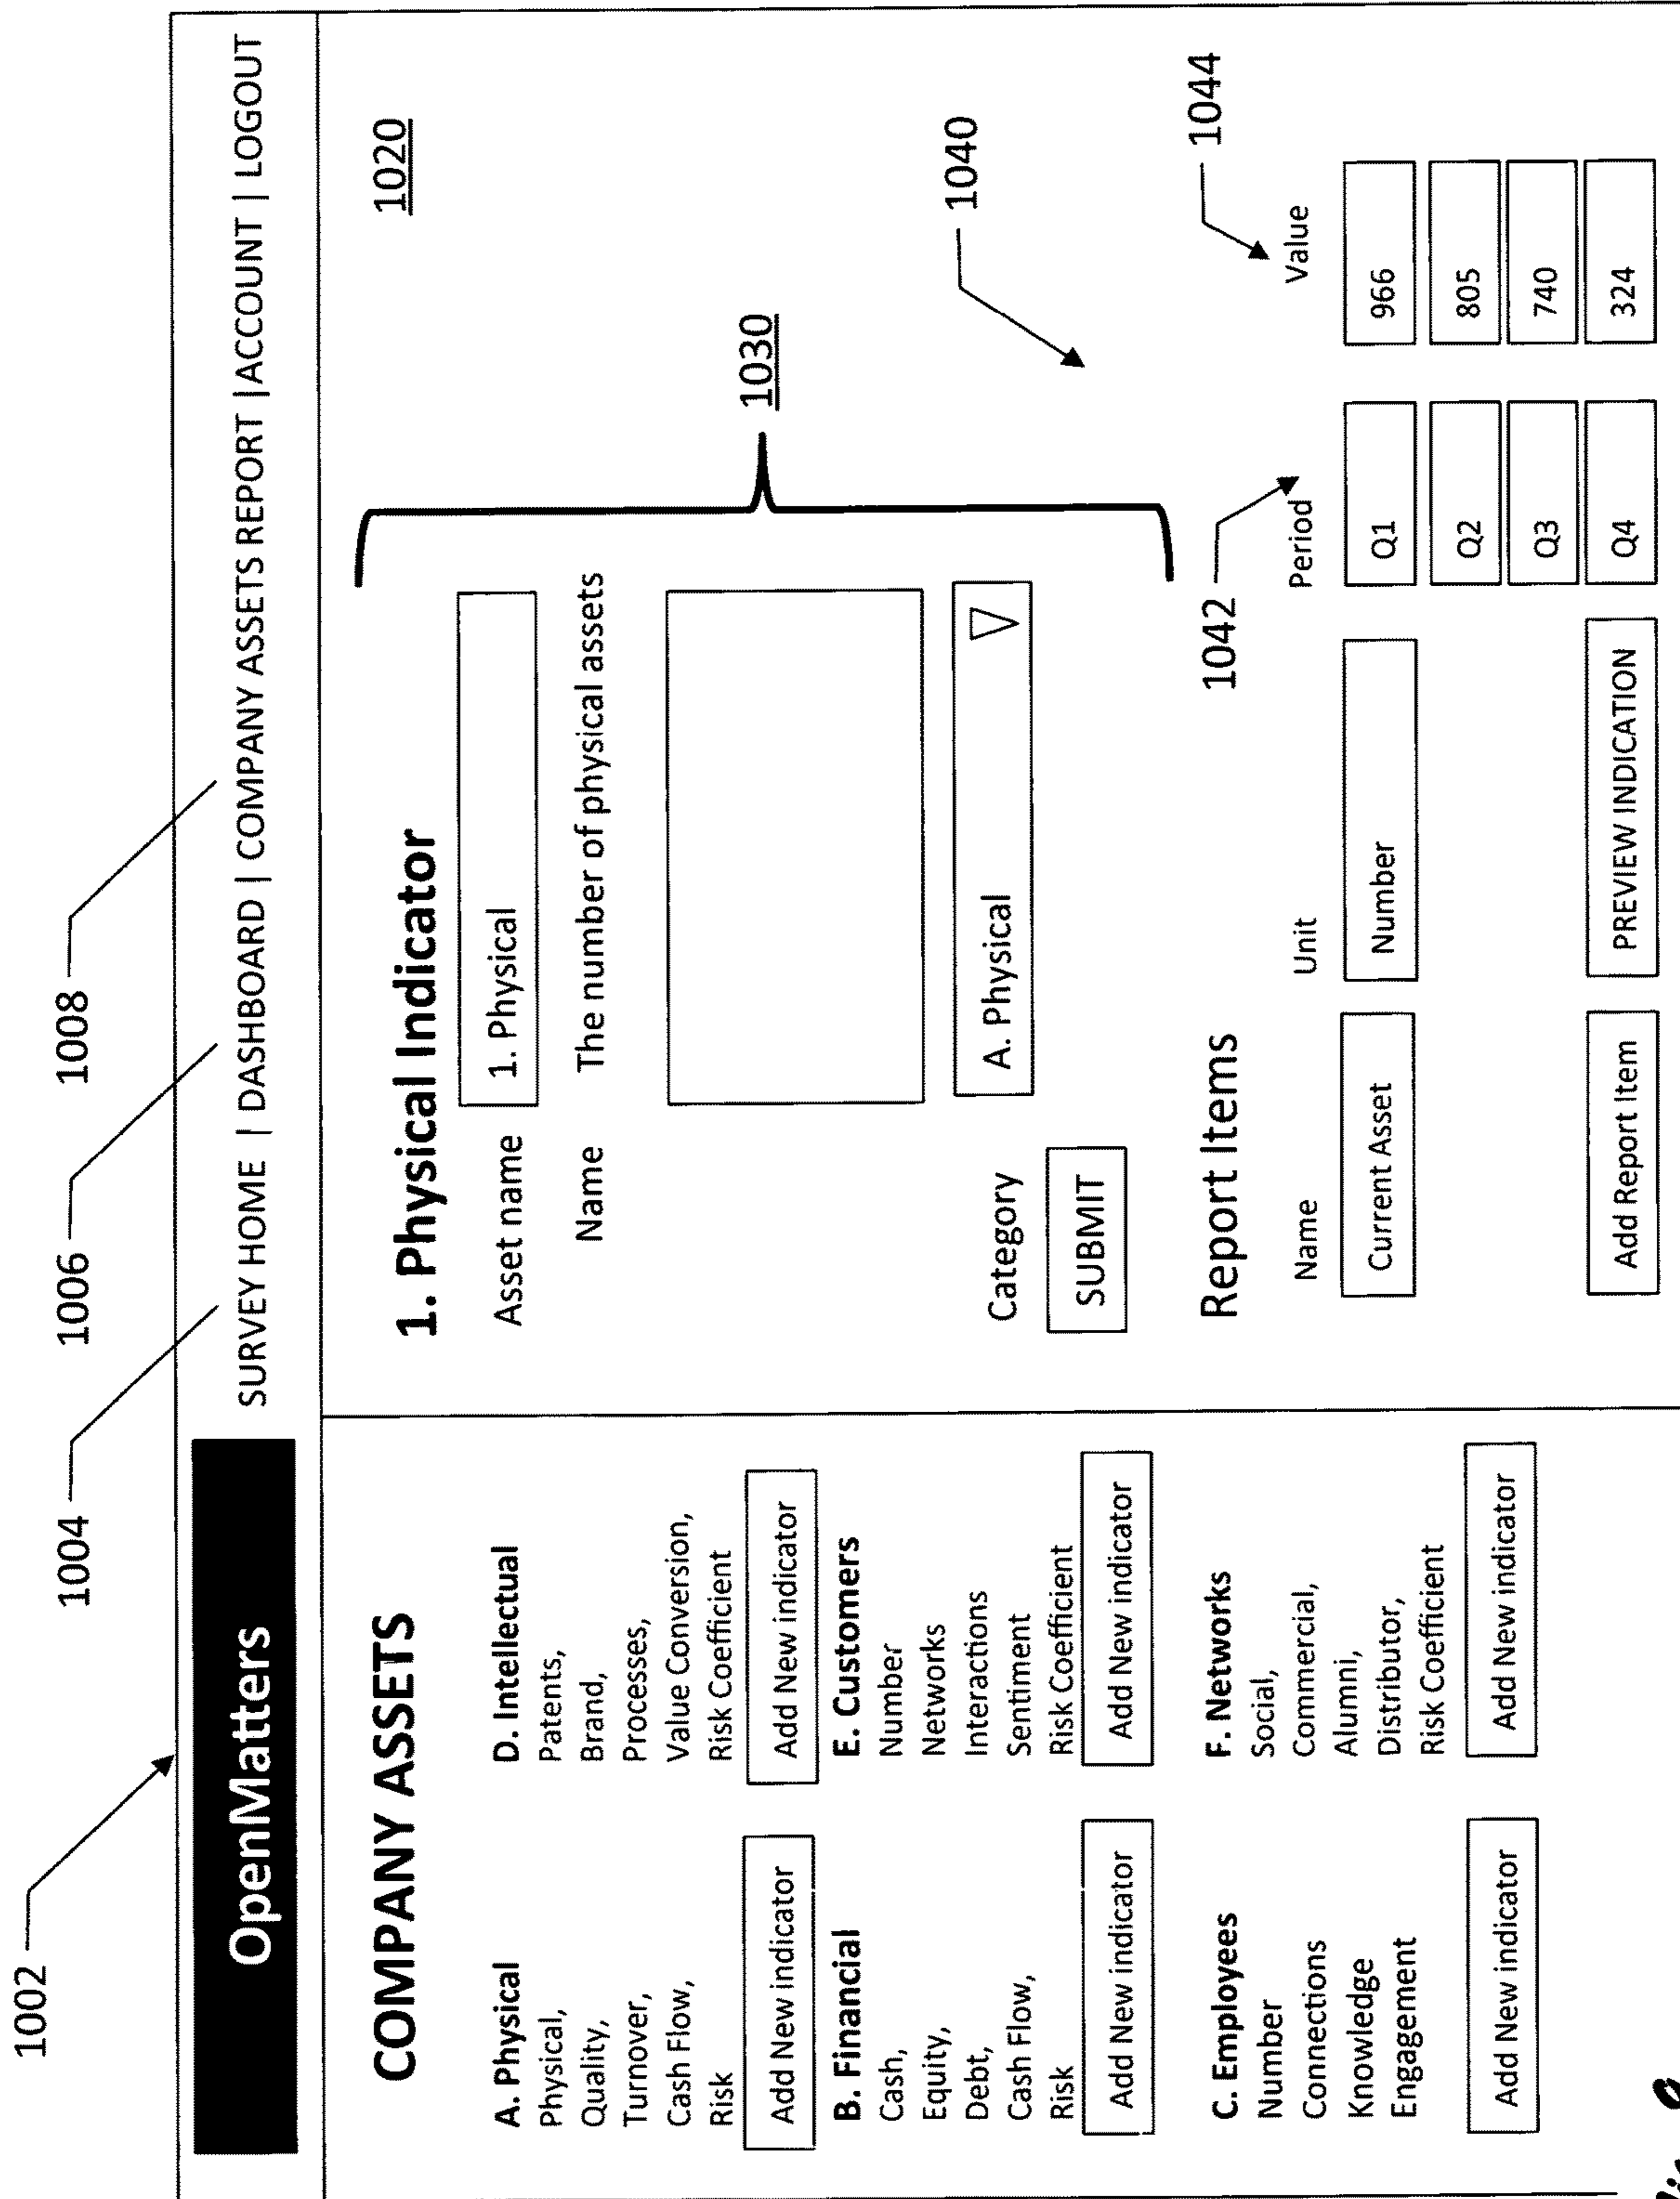 1002
1004
1006
1008
OpenMatters
SURVEY HOME | DASHBOARD | COMPANY ASSETS REPORT |ACCOUNT | LOGOUT
COMPANY ASSETS
A. Physical
Physical,
Quality,
Turnover,
Cash Flow,
Risk
Add New indicator
B. Financial
Cash,
Equity,
Debt,
Cash Flow,
Risk
Add New indicator
C. Employees
Number
Connections
Knowledge
Engagement
Add New indicator
D. Intellectual
Patents,
Brand,
Processes,
Value Conversion,
Risk Coefficient
Add New indicator
E. Customers
Number
Networks
Interactions
Sentiment
Risk Coefficient
Add New indicator
F. Networks
Social,
Commercial,
Alumni,
Distributor,
Risk Coefficient
Add New indicator
1020
1. Physical Indicator
Asset name 1. Physical
Name The number of physical assets
1030
Category A. Physical
SUBMIT
1040
Report Items
1042
1044
Name Unit Period Value
Current Asset Number Q1 966
Q2 805
Q3 740
Add Report Item PREVIEW INDICATION Q4 324